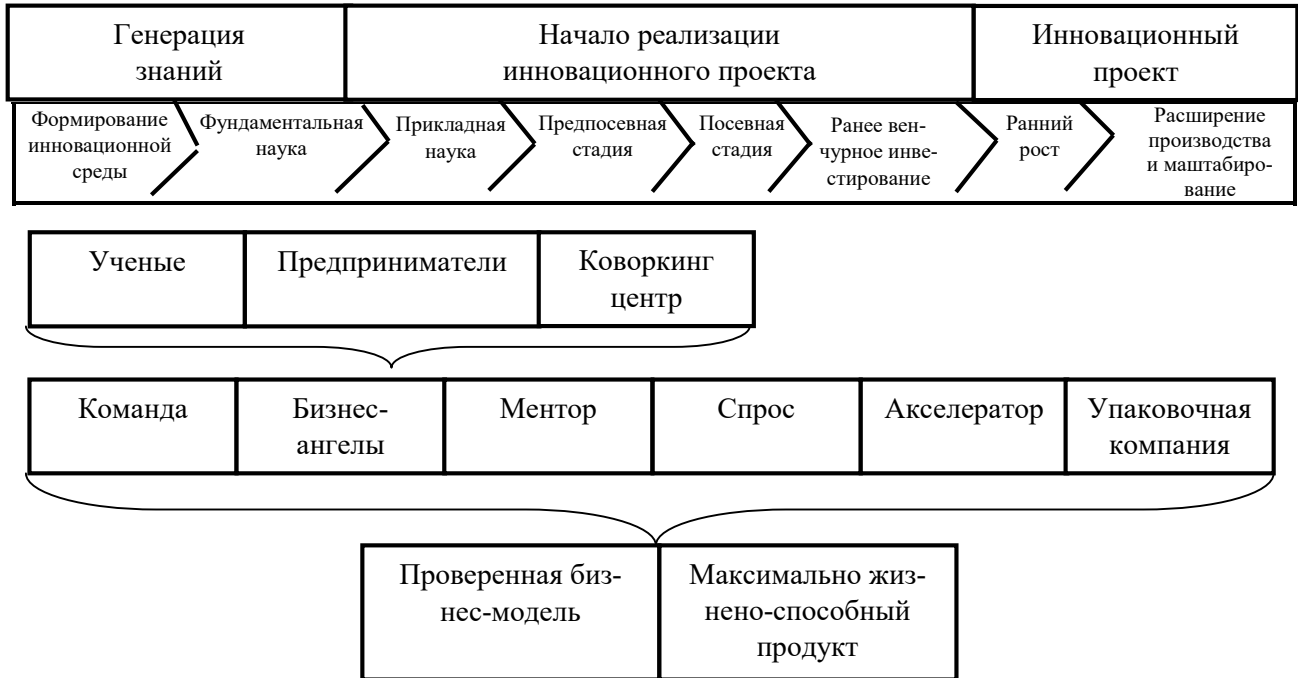 Генерация
знаний
Начало реализации
инновационного проекта
Инновационный
проект
Формирование
инновационной
среды
Фундаментальная
наука
Прикладная
наука
Предпосевная
стадия
Посевная
стадия
Ранее вен-
чурное инве-
стирование
Ранний
рост
Расширение
производства
и маштабиро-
вание
Ученые
Предприниматели
Коворкинг
центр
Команда
Бизнес-
ангелы
Ментор
Спрос
Акселератор
Упаковочная
компания
Проверенная биз-
нес-модель
Максимально жиз-
нено-способный
продукт